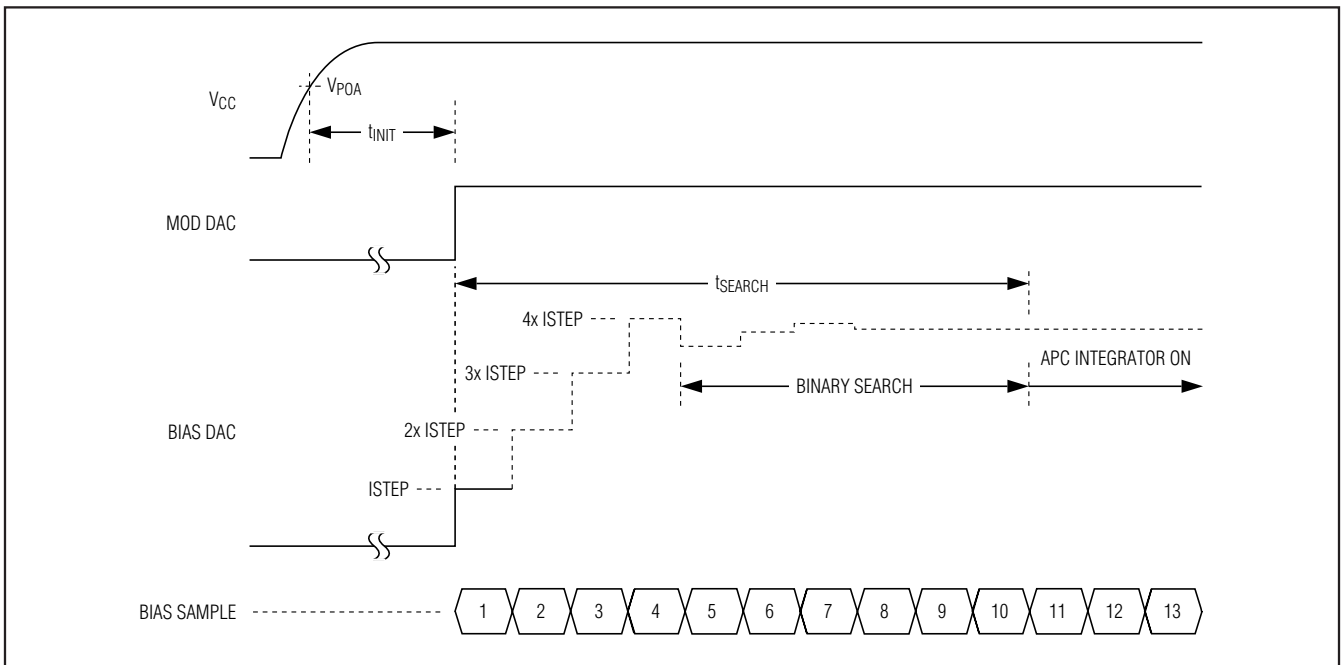 VCC
VPOA
tINIT
MOD DAC
tSEARCH
4x ISTEP
APC INTEGRATOR ON
3x ISTEP
BINARY SEARCH
2x ISTEP
BIAS DAC
ISTEP
BIAS SAMPLE
1 2 3 4 5 6 7 8 9 10 11 12 13